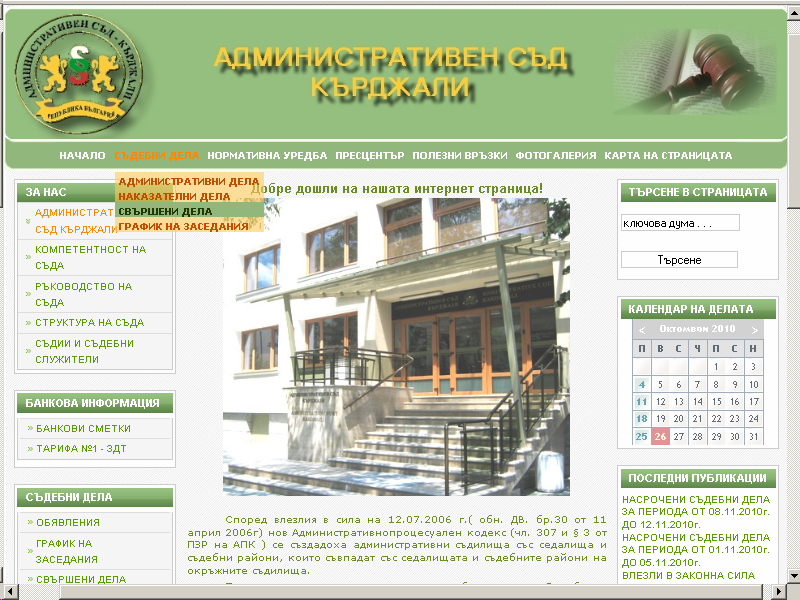 АДМИНИСТРАТИВЕН СЪД - КЪРДЖАЛИ
РЕПУБЛИКА БЪЛГАРИЯ
АДМИНИСТРАТИВЕН СЪД
КЪРДЖАЛИ
НАЧАЛО СЪДЕБНИ ДЕЛА НОРМАТИВНА УРЕДБА ПРЕСЦЕНТЪР ПОЛЕЗНИ ВРЪЗКИ ФОТОГАЛЕРИЯ КАРТА НА СТРАНИЦАТА
АДМИНИСТРАТИВНИ ДЕЛА
НАКАЗАТЕЛНИ ДЕЛА
СВЪРШЕНИ ДЕЛА
ГРАФИК НА ЗАСЕДАНИЯ
ЗА НАС
АДМИНИСТРАТ
СЪД КЪРДЖАЛИ
» КОМПЕТЕНТНОСТ НА
СЪДА
» РЪКОВОДСТВО НА
СЪДА
» СТРУКТУРА НА СЪДА
» СЪДИИ И СЪДЕБНИ
СЛУЖИТЕЛИ
БАНКОВА ИНФОРМАЦИЯ
» БАНКОВИ СМЕТКИ
» ТАРИФА №1 - ЗДТ
СЪДЕБНИ ДЕЛА
» ОБЯВЛЕНИЯ
» ГРАФИК НА
ЗАСЕДАНИЯ
» СВЪРШЕНИ ДЕЛА
Добре дошли на нашата интернет страница!
АДМИНИСТРАТИВЕН СЪД
КЪРДЖАЛИ
Според влезлия в сила на 12.07.2006 г.( обн. ДВ. бр.30 от 11
април 2006г) нов Административнопроцесуален кодекс (чл. 307 и § 3 от
ПЗР на АПК ) се създадоха административни съдилища със седалища и
съдебни райони, които съвпадат със седалищата и съдебните райони на
окръжните съдилища.
ТЪРСЕНЕ В СТРАНИЦАТА
ключова дума . . .
Търсене
КАЛЕНДАР НА ДЕЛАТА
< Октомври 2010 >
П В С Ч П С Н
1 2 3
4 5 6 7 8 9 10
11 12 13 14 15 16 17
18 19 20 21 22 23 24
25 26 27 28 29 30 31
ПОСЛЕДНИ ПУБЛИКАЦИИ
НАСРОЧЕНИ СЪДЕБНИ ДЕЛА
ЗА ПЕРИОДА ОТ 08.11.2010г.
ДО 12.11.2010г.
НАСРОЧЕНИ СЪДЕБНИ ДЕЛА
ЗА ПЕРИОДА ОТ 01.11.2010г.
ДО 05.11.2010г.
ВЛЕЗЛИ В ЗАКОННА СИЛА